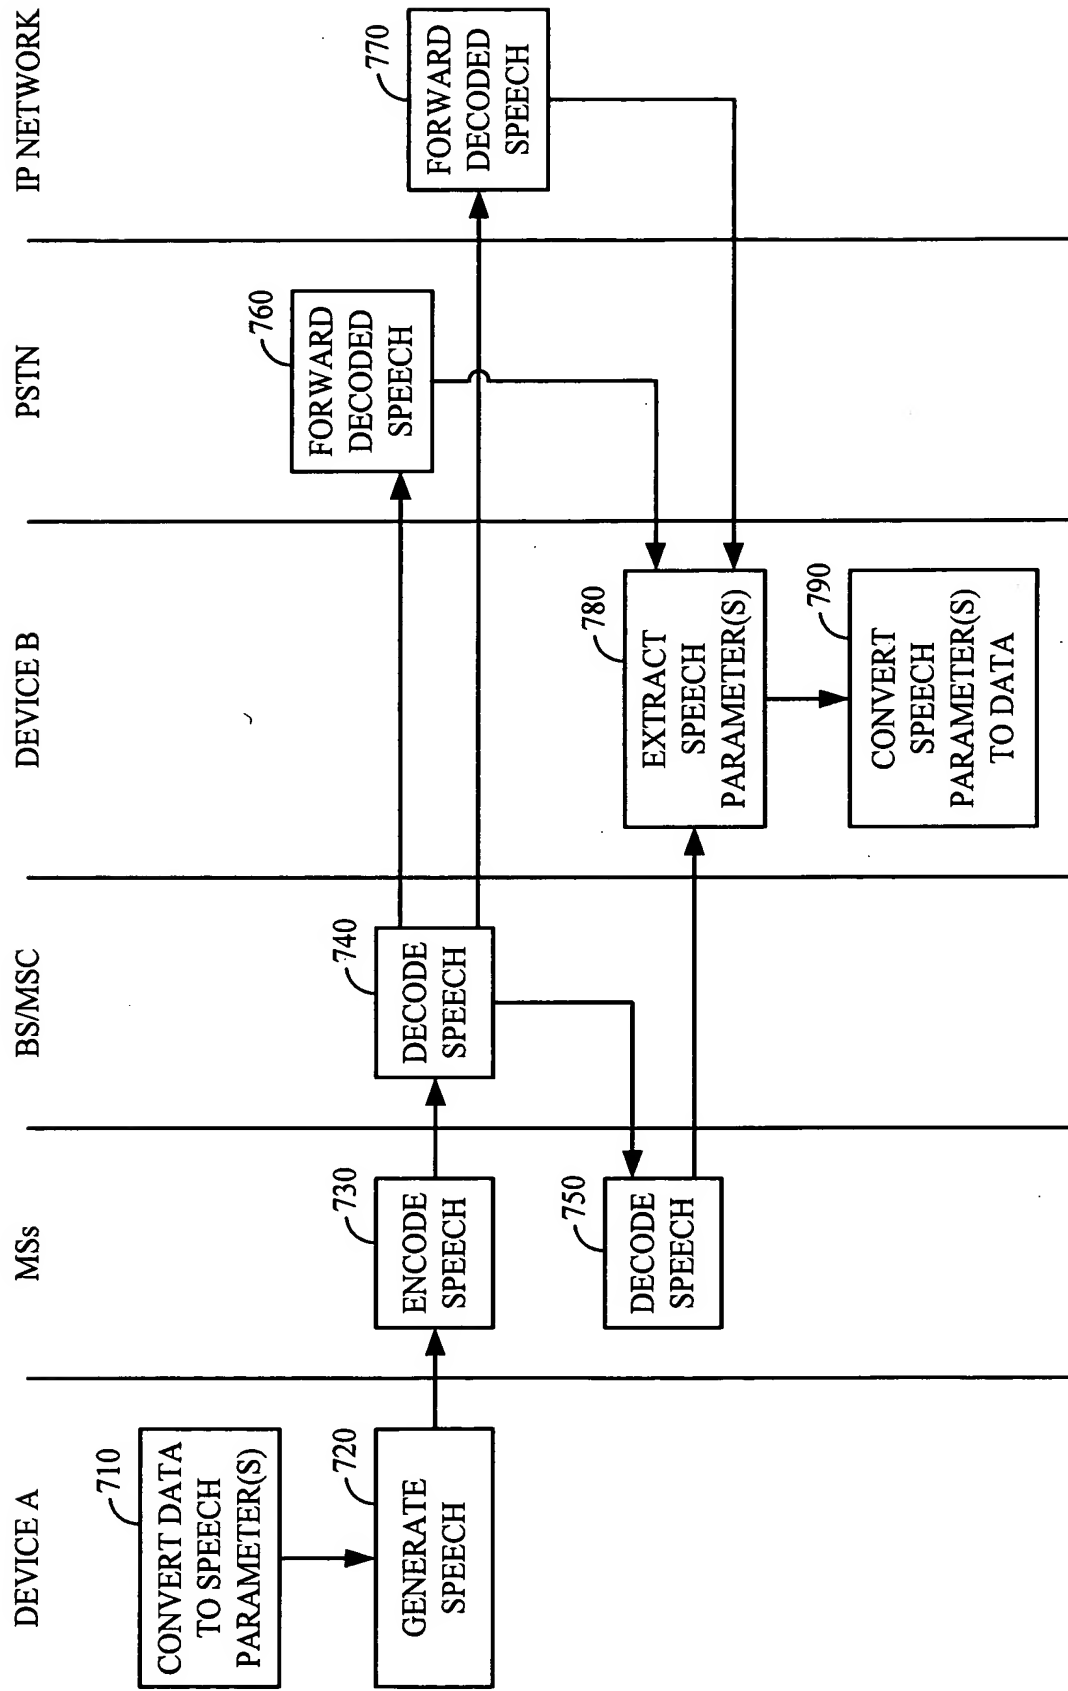 DEVICE A
MSs
BS/MSC
DEVICE B
PSTN
IP NETWORK
710
CONVERT DATA
TO SPEECH
PARAMETER(S)
720
GENERATE
SPEECH
730
ENCODE
SPEECH
740
DECODE
SPEECH
750
DECODE
SPEECH
760
FORWARD
DECODED
SPEECH
770
FORWARD
DECODED
SPEECH
780
EXTRACT
SPEECH
PARAMETER(S)
790
CONVERT
SPEECH
PARAMETER(S)
TO DATA